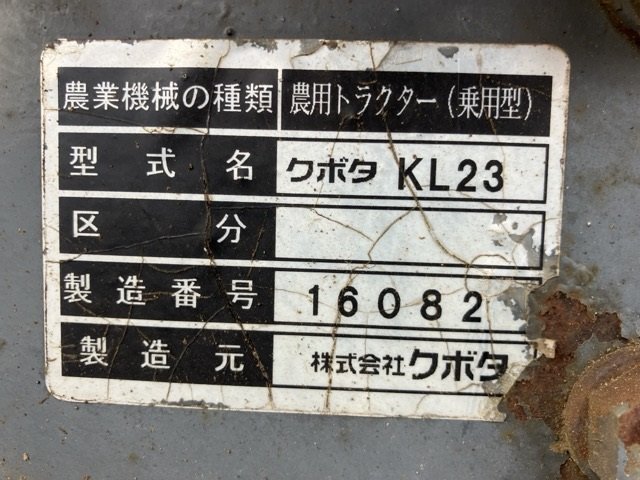 農業機械の種類 農用トラクター(乗用型)
型式名 クボタ KL23
区分
製造番号 16082
製造元 株式会社クボタ